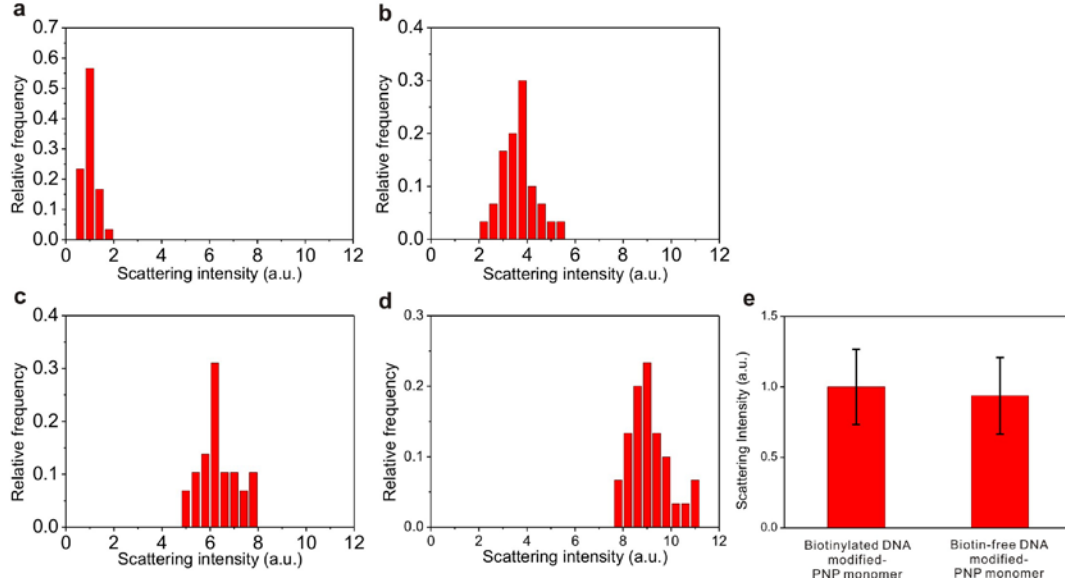 a
0.7
0.6
0.5
0.4
0.3
0.2
0.1
0.0
Relative frequency
0 2 4 6 8 10 12
Scattering intensity (a.u.)
b
0.4
0.3
0.2
0.1
0.0
Relative frequency
0 2 4 6 8 10 12
Scattering intensity (a.u.)
c
0.4
0.3
0.2
0.1
0.0
Relative frequency
0 2 4 6 8 10 12
Scattering intensity (a.u.)
d
0.3
0.2
0.1
0.0
Relative frequency
0 2 4 6 8 10 12
Scattering intensity (a.u.)
e
1.5
1.0
0.5
0.0
Scattering Intensity (a.u.)
Biotinylated DNA
modified-
PNP monomer
Biotin-free DNA
modified-
PNP monomer